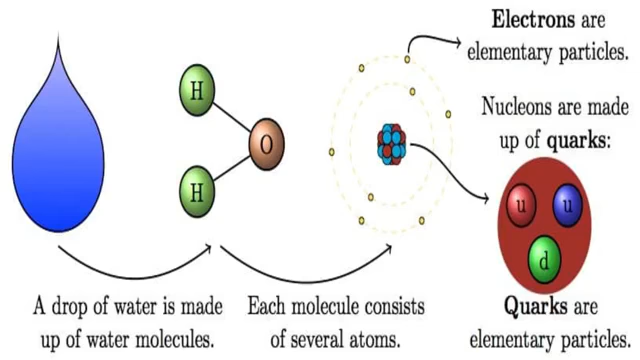 Electrons are
elementary particles.
H
O
H
Nucleons are made
up of quarks:
u
u
d
A drop of water is made
up of water molecules.
Each molecule consists
of several atoms.
Quarks are
elementary particles.